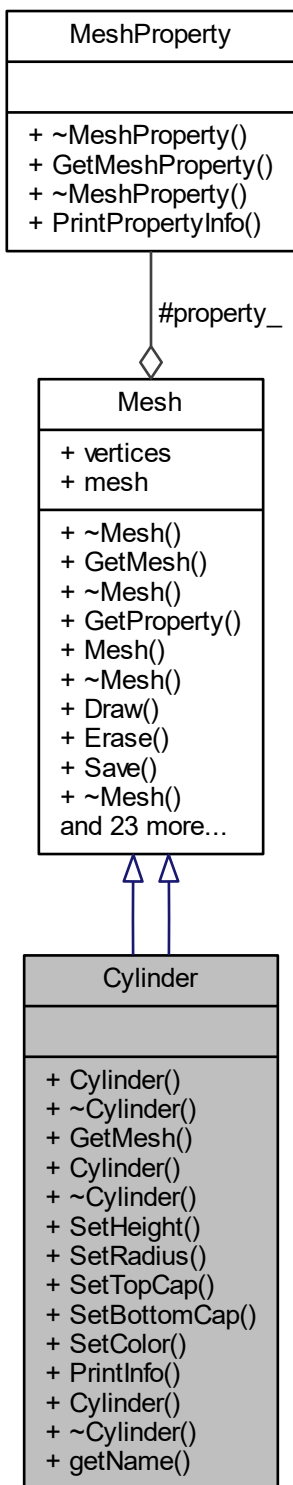 MeshProperty
+ ~MeshProperty()
+ GetMeshProperty()
+ ~MeshProperty()
+ PrintPropertyInfo()
#property_
Mesh
+ vertices
+ mesh
+ ~Mesh()
+ GetMesh()
+ ~Mesh()
+ GetProperty()
+ Mesh()
+ ~Mesh()
+ Draw()
+ Erase()
+ Save()
+ ~Mesh()
and 23 more...
Cylinder
+ Cylinder()
+ ~Cylinder()
+ GetMesh()
+ Cylinder()
+ ~Cylinder()
+ SetHeight()
+ SetRadius()
+ SetTopCap()
+ SetBottomCap()
+ SetColor()
+ PrintInfo()
+ Cylinder()
+ ~Cylinder()
+ getName()